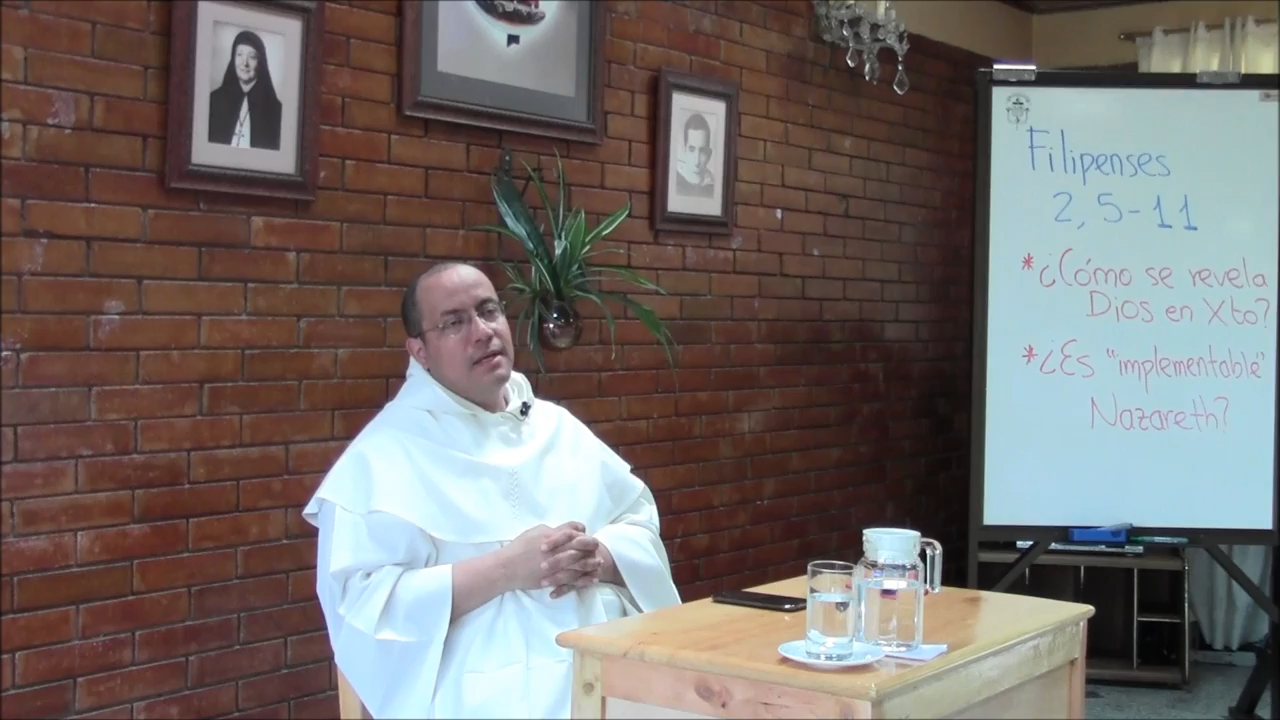 Filipenses
2, 5-11
*¿Cómo se revela
Dios en Xto?
*¿Es "implementable"
Nazareth?